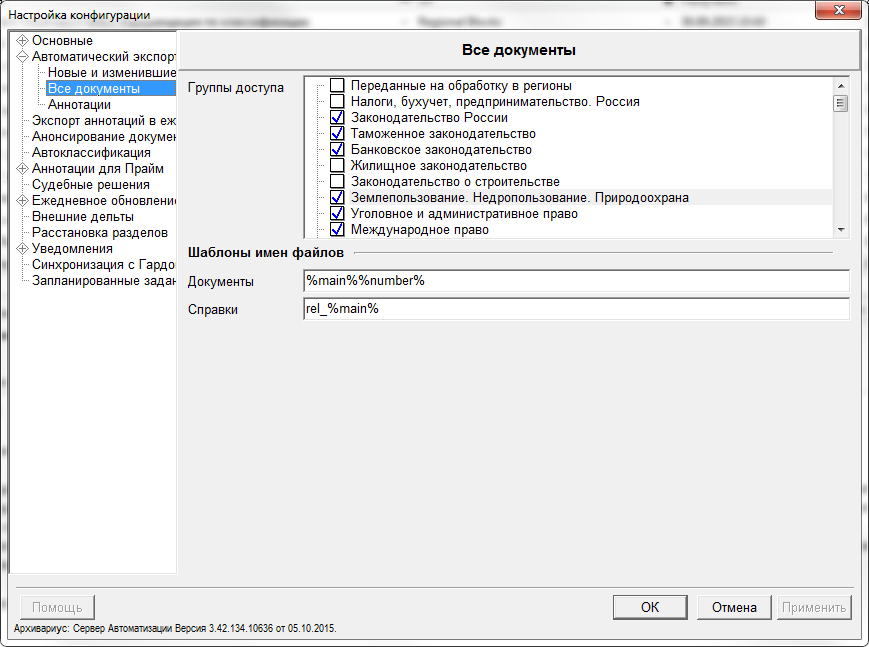 Настройка конфигурации
Основные
Автоматический экспорт
Новые и изменившие
Все документы
Аннотации
Экспорт аннотаций в еж
Анонсирование докумен
Автоклассификация
Аннотации для Прайм
Судебные решения
Ежедневное обновлени
Внешние дельты
Расстановка разделов
Уведомления
Синхронизация с Гардо
Запланированные задан
Все документы
Группы доступа
Переданные на обработку в регионы
Налоги, бухучет, предпринимательство. Россия
Законодательство России
Таможенное законодательство
Банковское законодательство
Жилищное законодательство
Законодательство о строительстве
Землепользование. Недропользование. Природоохрана
Уголовное и административное право
Международное право
Шаблоны имен файлов
Документы %main%%number%
Справки rel_%main%
Помощь ОК Отмена Применить
Архивариус: Сервер Автоматизации Версия 3.42.134.10636 от 05.10.2015.